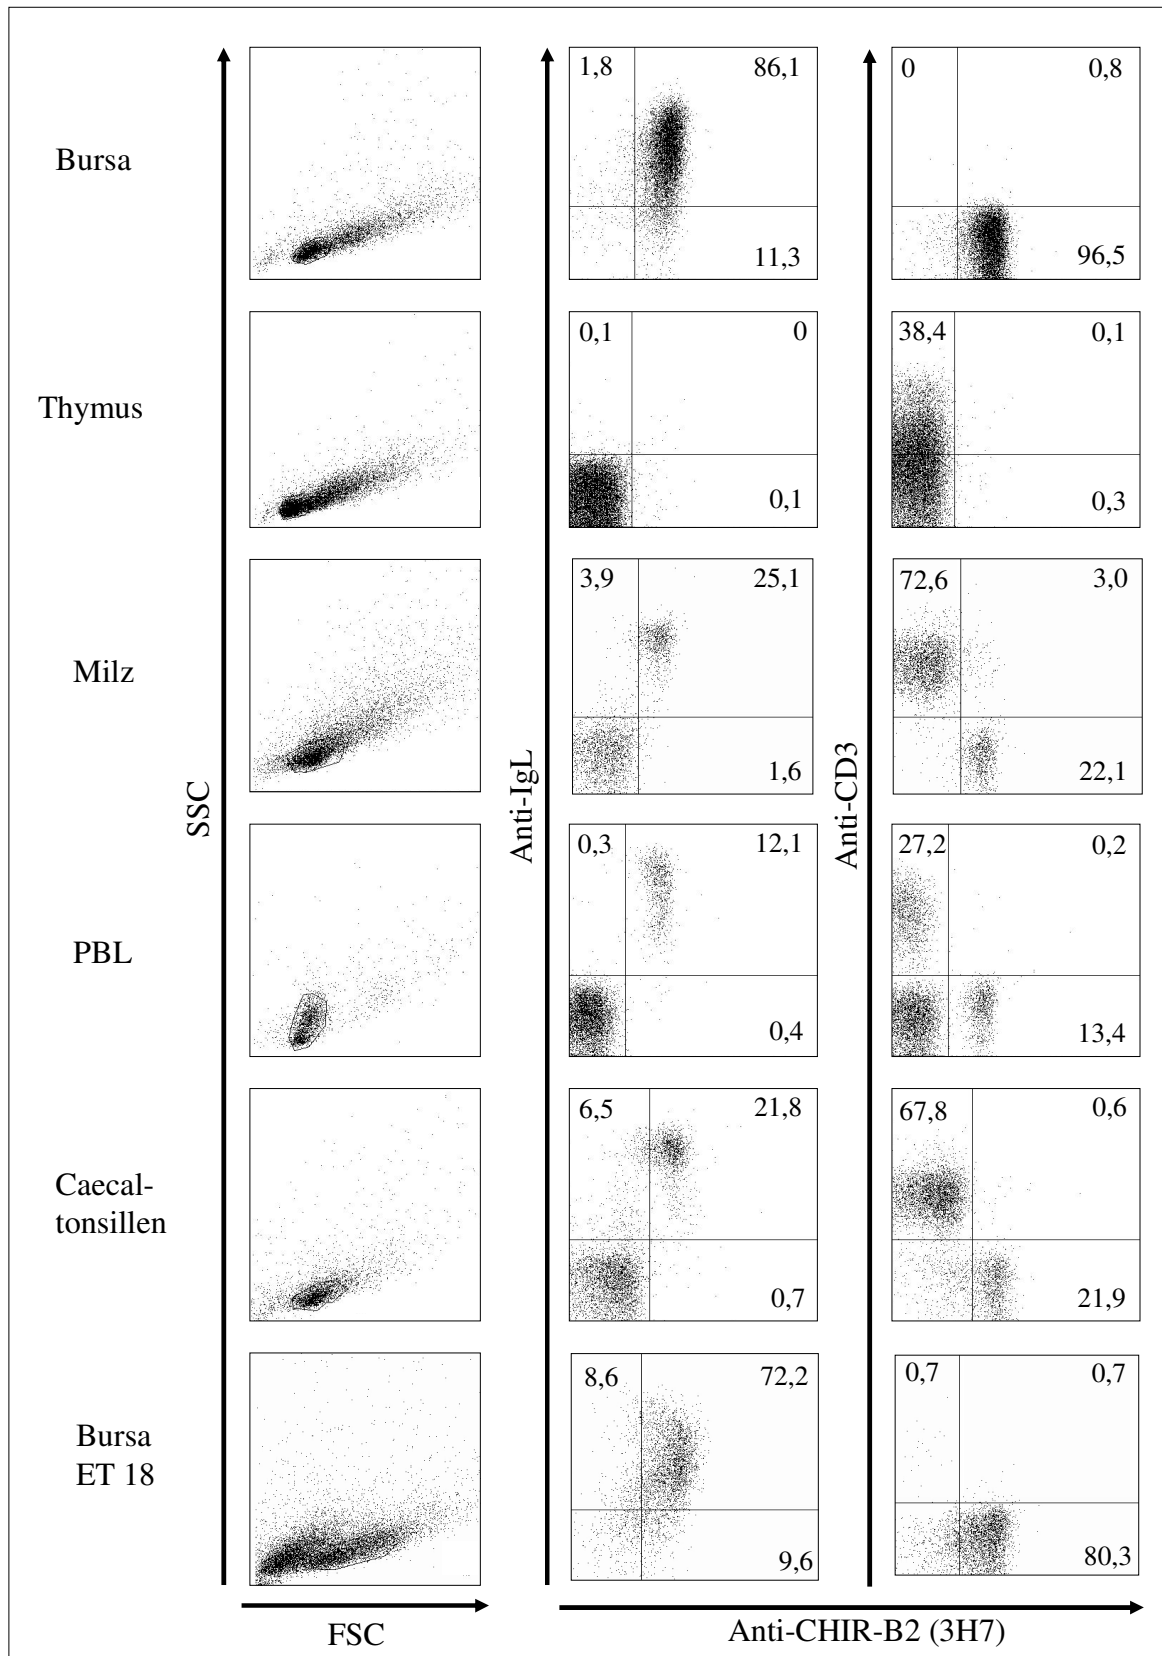 1,8 86,1 0 0,8
Bursa
11,3 96,5
0,1 0 38,4 0,1
Thymus
0,1 0,3
3,9 25,1 72,6 3,0
Milz
1,6 22,1
SSC Anti-IgL Anti-CD3
0,3 12,1 27,2 0,2
PBL
0,4 13,4
6,5 21,8 67,8 0,6
Caecal-
tonsillen
0,7 21,9
8,6 72,2 0,7 0,7
Bursa
ET 18
9,6 80,3
FSC Anti-CHIR-B2 (3H7)